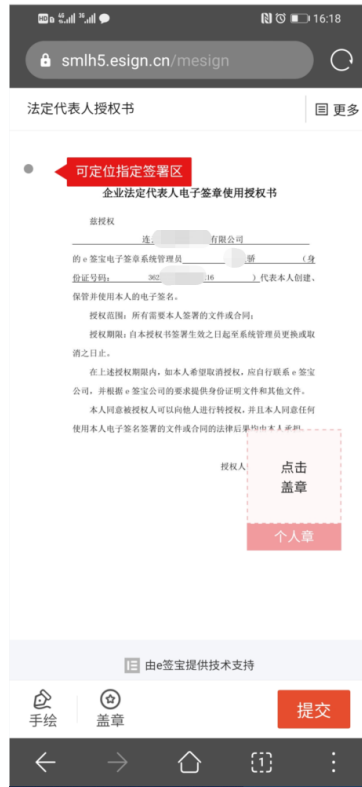 HD 4G 3G 16:18
smlh5.esign.cn/mesign
法定代表人授权书 更多
可定位指定签署区
企业法定代表人电子签章使用授权书
兹授权
连 有限公司
的 e 签宝电子签章系统管理员 骄 （身
份证号码： 362 16 ）代表本人创建、
保管并使用本人的电子签名。
授权范围：所有需要本人签署的文件或合同；
授权期限：自本授权书签署生效之日起至系统管理员更换或取
消之日止。
在上述授权期限内，如本人希望取消授权，应自行联系 e 签宝
公司，并根据 e 签宝公司的要求提供身份证明文件和其他文件。
本人同意被授权人可以向他人进行转授权，并且本人同意任何
使用本人电子签名签署的文件或合同的法律后果均由本人承担。
授权人
点击
盖章
个人章
由e签宝提供技术支持
手绘 盖章 提交
1